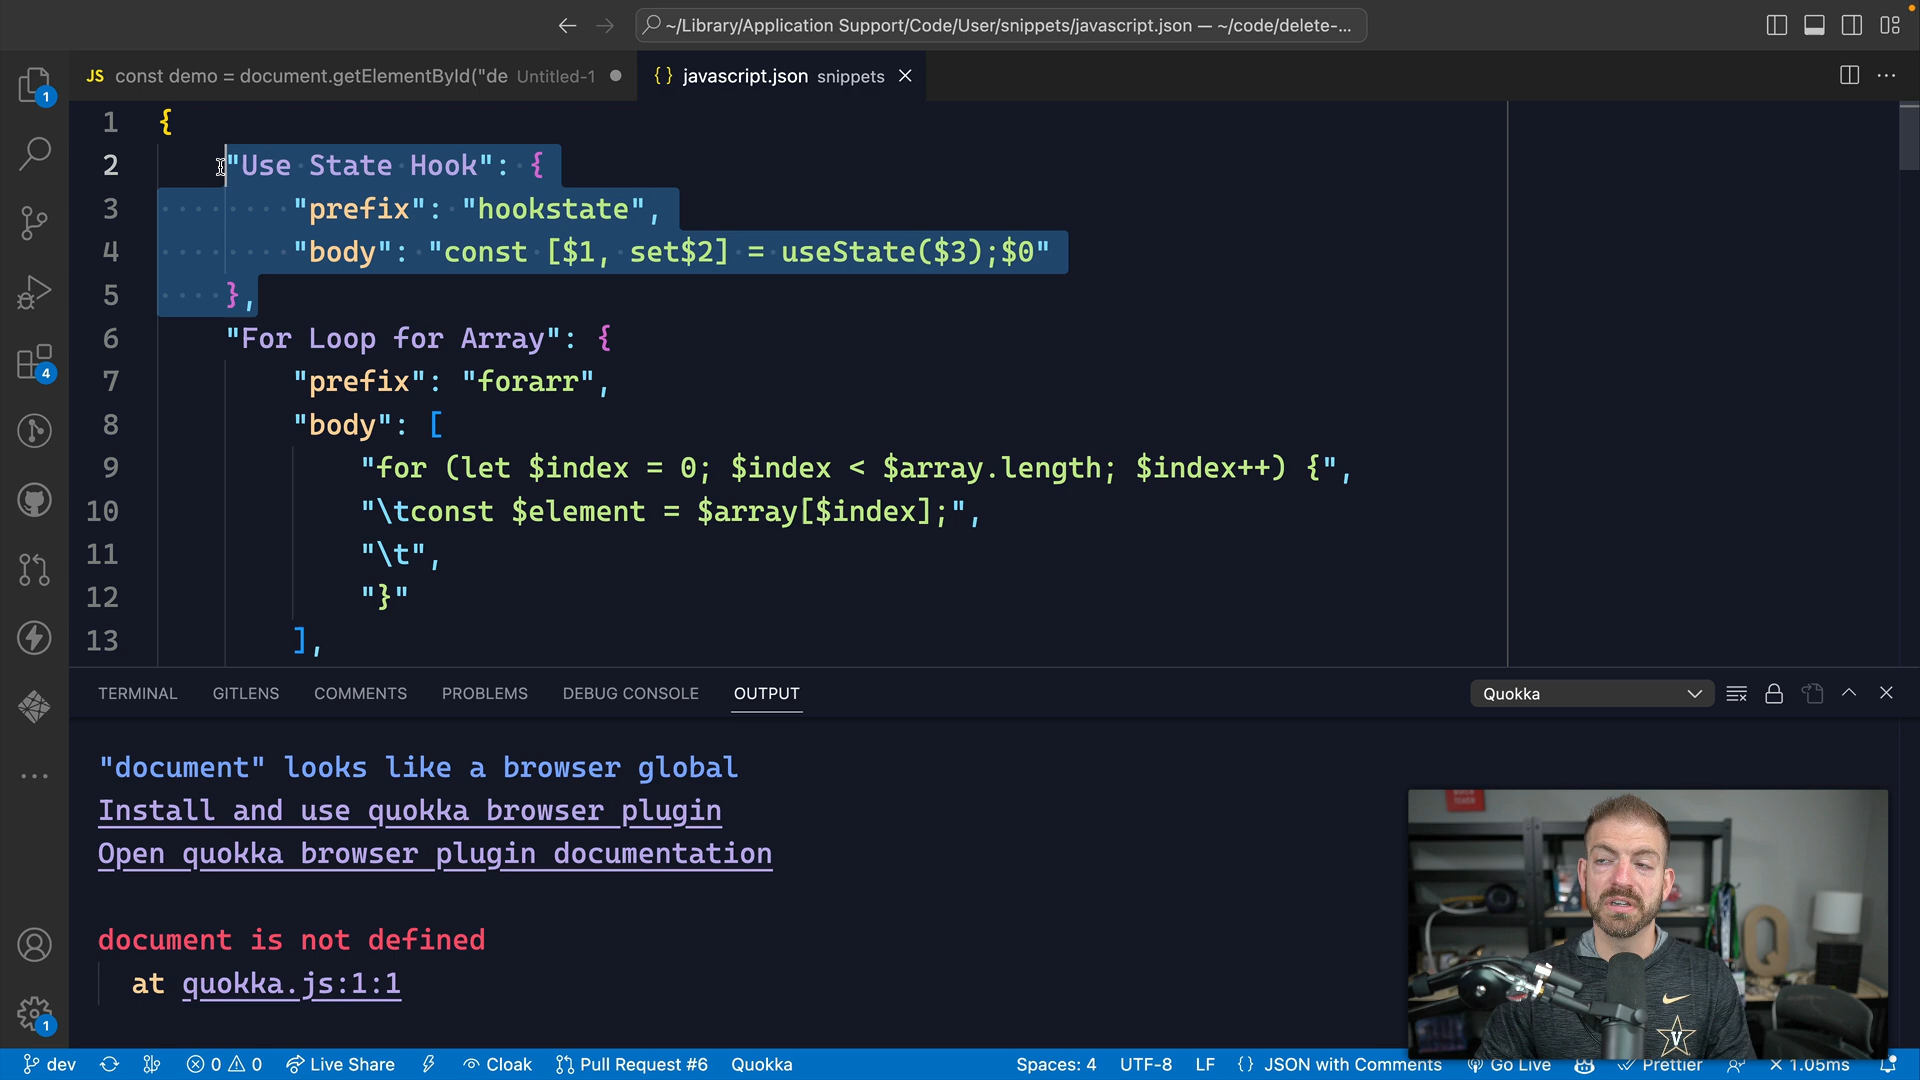 ~/Library/Application Support/Code/User/snippets/javascript.json — ~/code/delete-...
JS const demo = document.getElementById("de Untitled-1
{} javascript.json snippets
1 {
2 "Use State Hook": {
3 "prefix": "hookstate",
4 "body": "const [$1, set$2] = useState($3);$0"
5 },
6 "For Loop for Array": {
7 "prefix": "forarr",
8 "body": [
9 "for (let $index = 0; $index < $array.length; $index++) {",
10 "\tconst $element = $array[$index];",
11 "\t",
12 "}"
13 ],
1
4
1
TERMINAL GITLENS COMMENTS PROBLEMS DEBUG CONSOLE OUTPUT Quokka
"document" looks like a browser global
Install and use quokka browser plugin
Open quokka browser plugin documentation
document is not defined
at quokka.js:1:1
Q
V
dev 0 0 Live Share Cloak Pull Request #6 Quokka Spaces: 4 UTF-8 LF {} JSON with Comments Go Live Prettier × 1.05ms